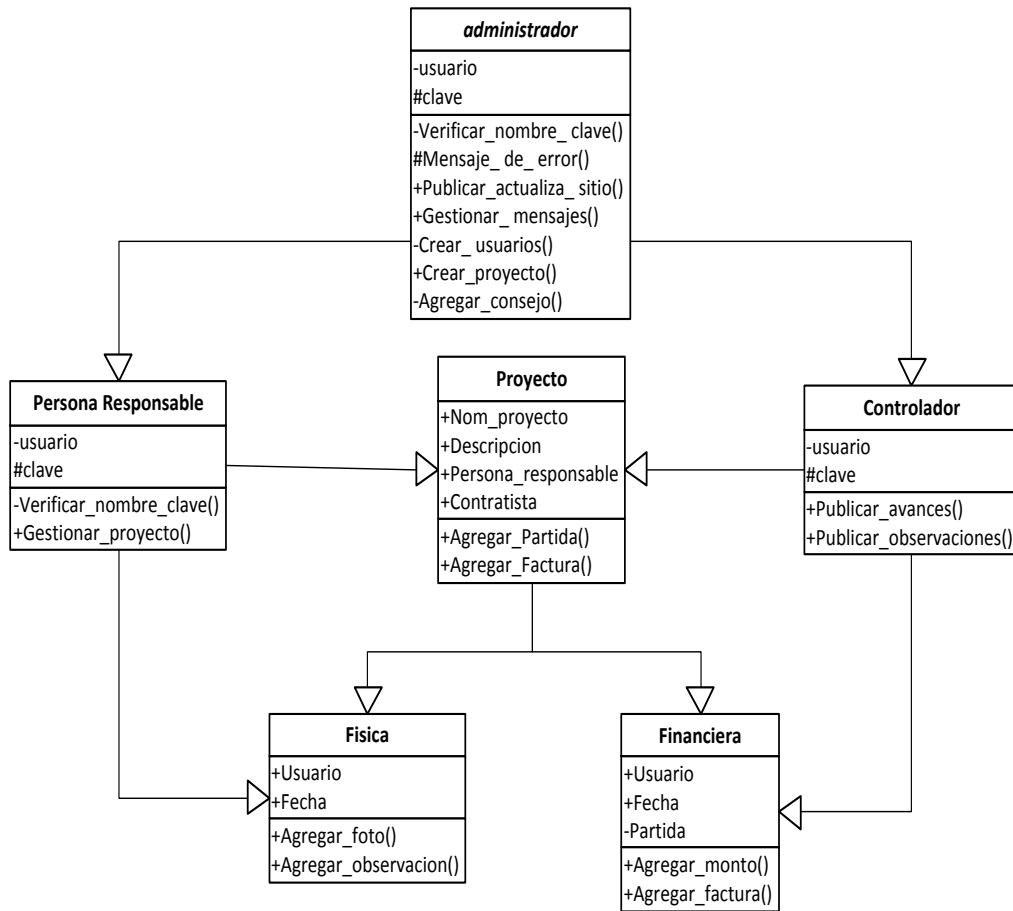 administrador
-usuario
#clave
-Verificar_nombre_ clave()
#Mensaje_ de_ error()
+Publicar_actualiza_ sitio()
+Gestionar_ mensajes()
-Crear_ usuarios()
+Crear_proyecto()
-Agregar_consejo()
Persona Responsable
-usuario
#clave
-Verificar_nombre_clave()
+Gestionar_proyecto()
Proyecto
+Nom_proyecto
+Descripcion
+Persona_responsable
+Contratista
+Agregar_Partida()
+Agregar_Factura()
Controlador
-usuario
#clave
+Publicar_avances()
+Publicar_observaciones()
Fisica
+Usuario
+Fecha
+Agregar_foto()
+Agregar_observacion()
Financiera
+Usuario
+Fecha
-Partida
+Agregar_monto()
+Agregar_factura()